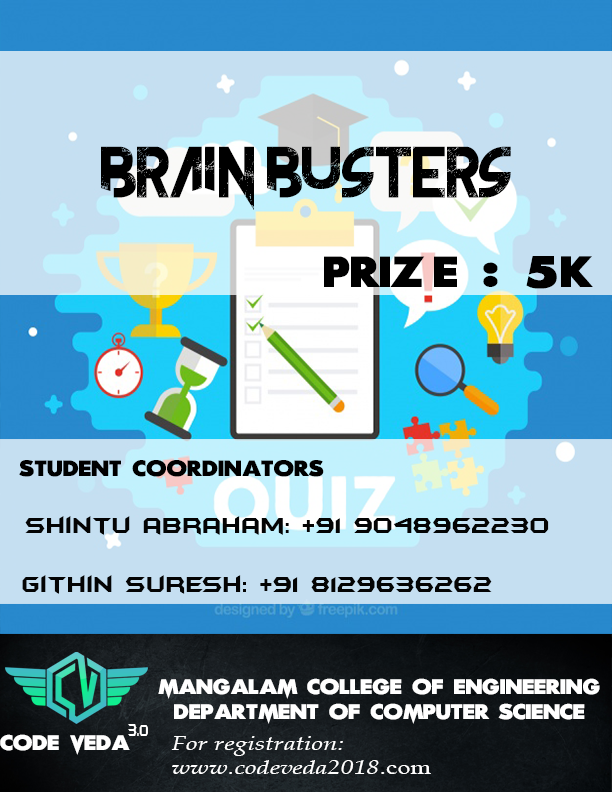 BRAIN BUSTERS
?
!
PRIZE : 5K
STUDENT COORDINATORS
QUIZ
SHINTU ABRAHAM: +91 9048962230
GITHIN SURESH: +91 8129636262
designed by freepik.com
CV
MANGALAM COLLEGE OF ENGINEERING
DEPARTMENT OF COMPUTER SCIENCE
CODE VEDA 3.0
For registration:
www.codeveda2018.com